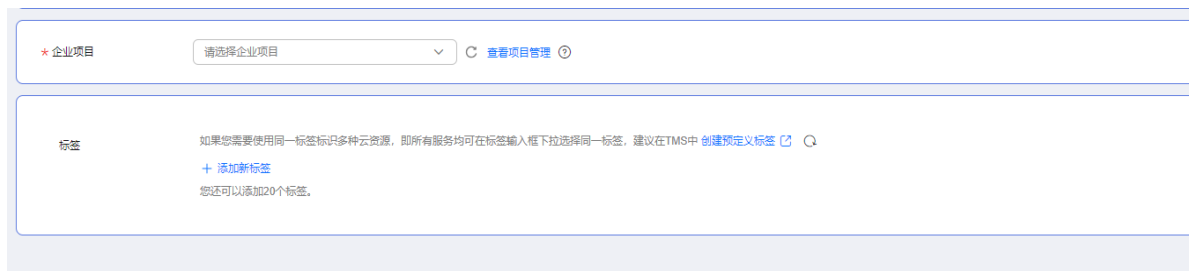 * 企业项目 请选择企业项目 查看项目管理 ?
标签 如果您需要使用同一标签标识多种云资源，即所有服务均可在标签输入框下拉选择同一标签，建议在TMS中 创建预定义标签
+ 添加新标签
您还可以添加20个标签。